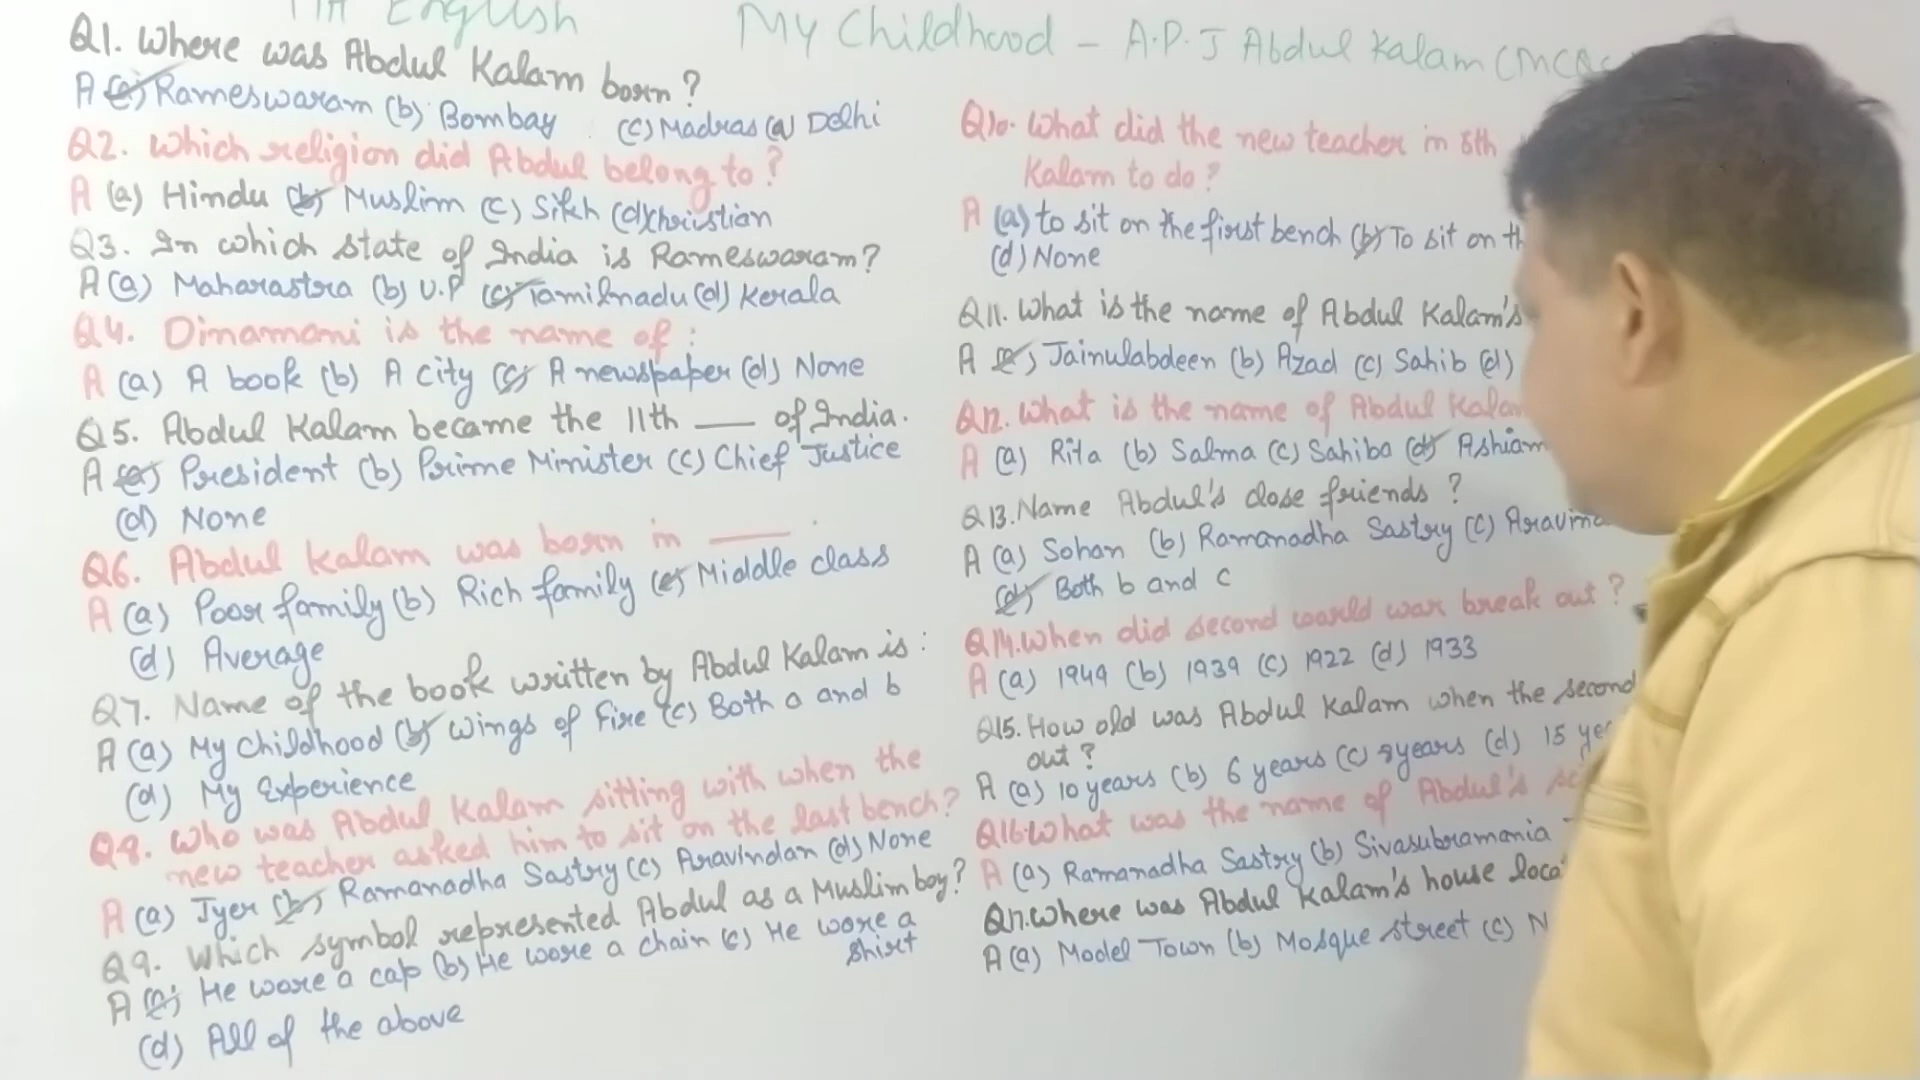 English
My Childhood - A.P.J Abdul Kalam (MCQs
Q1. Where was Abdul Kalam born?
A (a) Rameswaram (b) Bombay (c) Madras (d) Delhi
Q2. Which religion did Abdul belong to?
A (a) Hindu (b) Muslim (c) Sikh (d) Christian
Q3. In which state of India is Rameswaram?
A (a) Maharastra (b) U.P (c) Tamilnadu (d) Kerala
Q4. Dinamani is the name of:
A (a) A book (b) A city (c) A newspaper (d) None
Q5. Abdul Kalam became the 11th ___ of India.
A (a) President (b) Prime Minister (c) Chief Justice
(d) None
Q6. Abdul Kalam was born in ___.
A (a) Poor family (b) Rich family (c) Middle class
(d) Average
Q7. Name of the book written by Abdul Kalam is:
A (a) My Childhood (b) Wings of Fire (c) Both a and b
(d) My Experience
Q8. Who was Abdul Kalam sitting with when the
new teacher asked him to sit on the last bench?
A (a) Iyer (b) Ramanadha Sastry (c) Aravindan (d) None
Q9. Which symbol represented Abdul as a Muslim boy?
A (a) He wore a cap (b) He wore a chain (c) He wore a
shirt
(d) All of the above
Q10. What did the new teacher in 5th
Kalam to do?
A (a) to sit on the first bench (b) To sit on th
(d) None
Q11. What is the name of Abdul Kalam's
A (a) Jainulabdeen (b) Azad (c) Sahib (d)
Q12. What is the name of Abdul Kalam
A (a) Rita (b) Salma (c) Sahiba (d) Ashiam
Q13. Name Abdul's close friends?
A (a) Sohan (b) Ramanadha Sastry (c) Aravind
(d) Both b and c
Q14. When did second world war break out?
A (a) 1949 (b) 1939 (c) 1922 (d) 1933
Q15. How old was Abdul Kalam when the second
out?
A (a) 10 years (b) 6 years (c) 8 years (d) 15 ye
Q16. What was the name of Abdul's sc
A (a) Ramanadha Sastry (b) Sivasubramania
Q17. Where was Abdul Kalam's house loca
A (a) Model Town (b) Mosque street (c) N